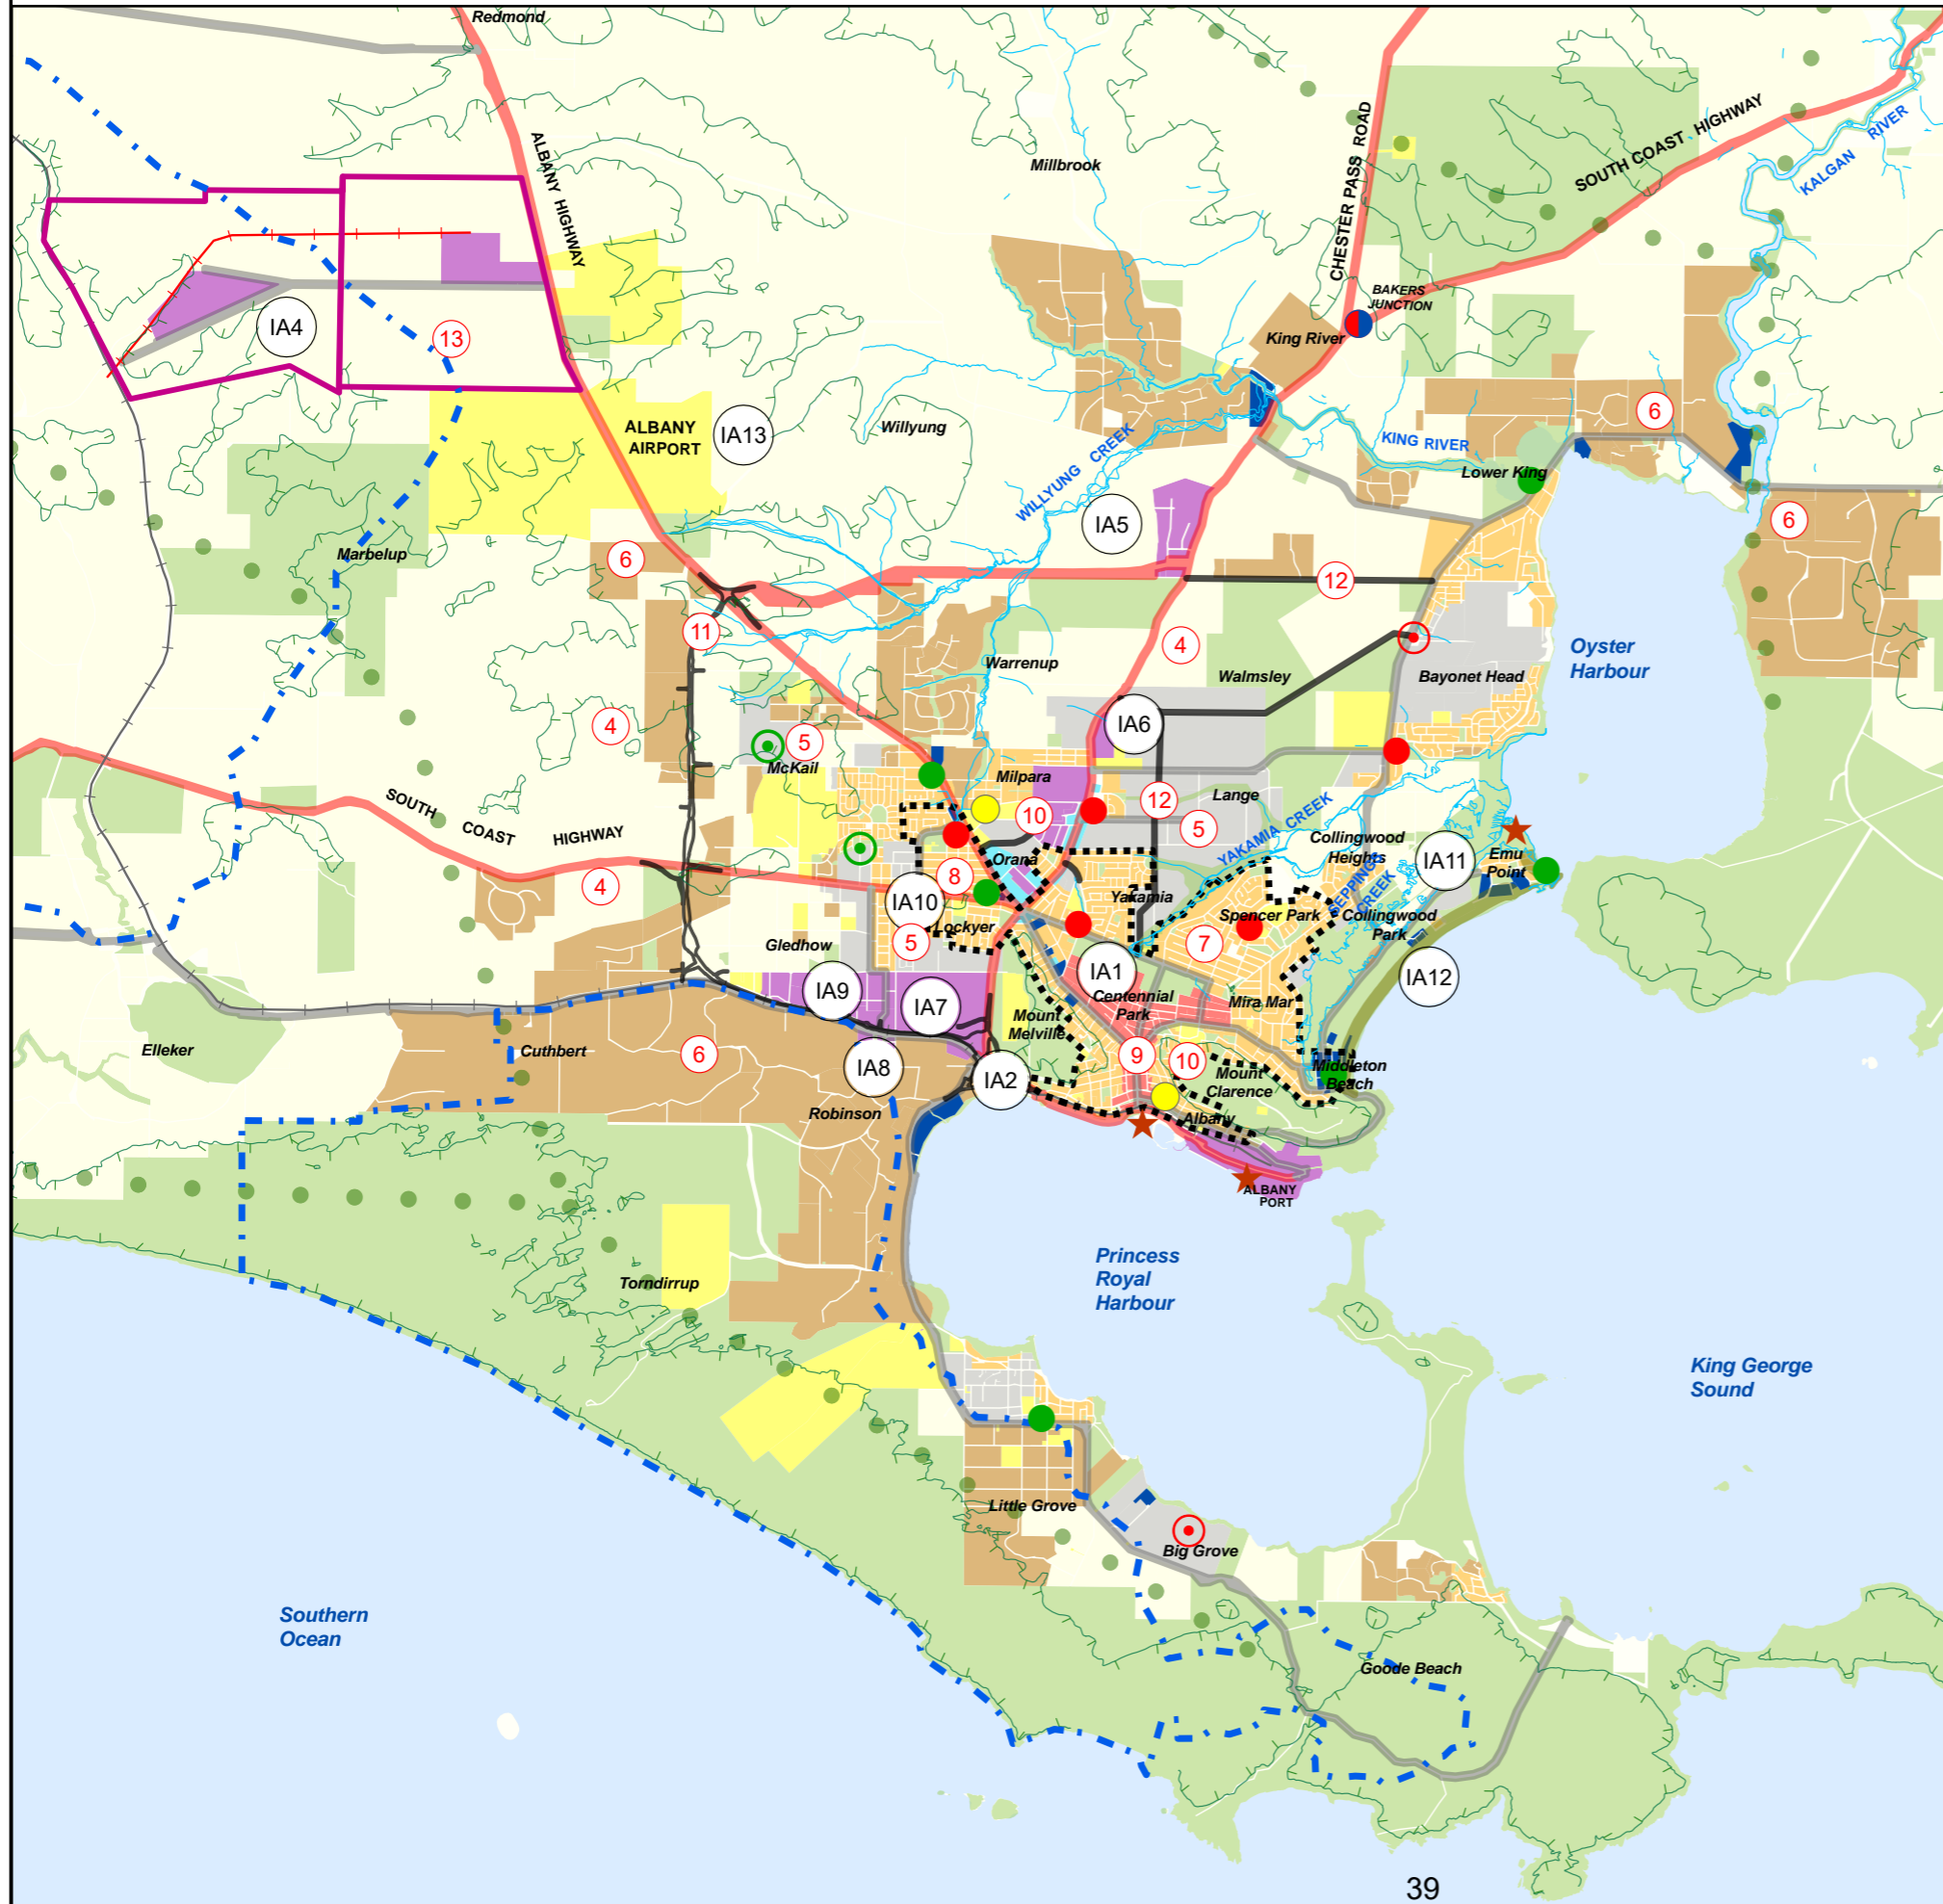 Redmond
ALBANY HIGHWAY
Millbrook
CHESTER PASS ROAD
SOUTH COAST HIGHWAY
KALGAN RIVER
BAKERS
JUNCTION
King River
IA4
13
ALBANY
AIRPORT
IA13
Willyung
WILLYUNG CREEK
KING RIVER
6
Lower King
IA5
6
Marbelup
6
12
11
4
Oyster
Harbour
Warrenup
Walmsley
Bayonet Head
4
5
McKail
IA6
Milpara
SOUTH COAST HIGHWAY
10
12
Lange
5
YAKAMIA CREEK
Collingwood
Heights
IA11
Emu
Point
Orana
8
4
IA10
Yakamia
SEPPINGS
CREEK
Spencer Park
Collingwood
Park
Lockyer
5
7
Gledhow
IA1
IA12
IA9
IA7
Centennial
Park
Mira Mar
Mount
Melville
Elleker
Cuthbert
6
IA8
IA2
9
10
Mount
Clarence
Middleton
Beach
Robinson
Albany
ALBANY
PORT
Princess
Royal
Harbour
Torndirrup
King George
Sound
Little Grove
Big Grove
Southern
Ocean
Goode Beach
39